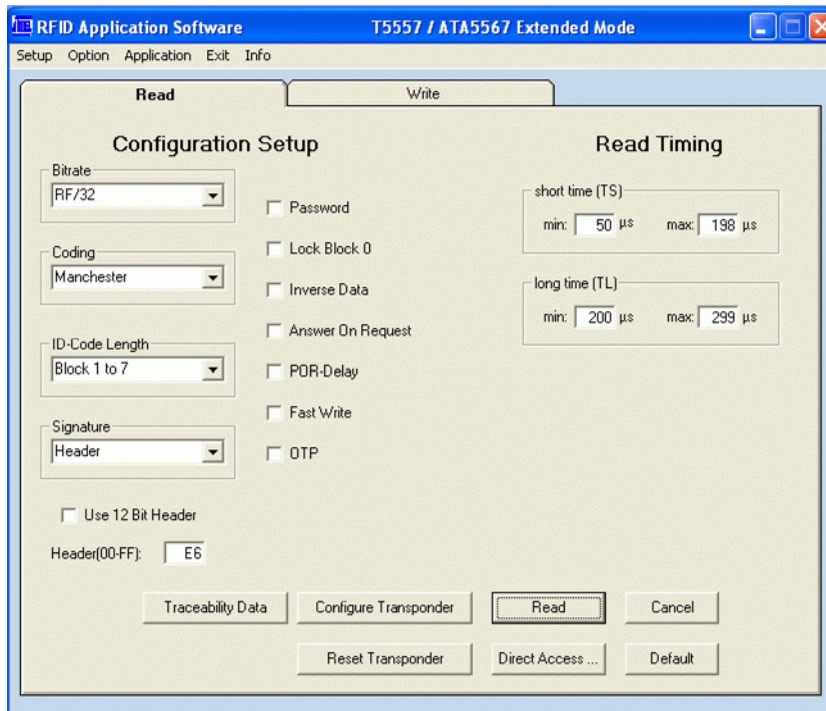 RFID Application Software T5557 / ATA5567 Extended Mode
Setup Option Application Exit Info
Read Write
Configuration Setup
Bitrate
RF/32
Coding
Manchester
ID-Code Length
Block 1 to 7
Signature
Header
Use 12 Bit Header
Header(00-FF): E6
Password
Lock Block 0
Inverse Data
Answer On Request
POR-Delay
Fast Write
OTP
Read Timing
short time (TS)
min: 50 µs max: 198 µs
long time (TL)
min: 200 µs max: 299 µs
Traceability Data Configure Transponder Read Cancel
Reset Transponder Direct Access ... Default